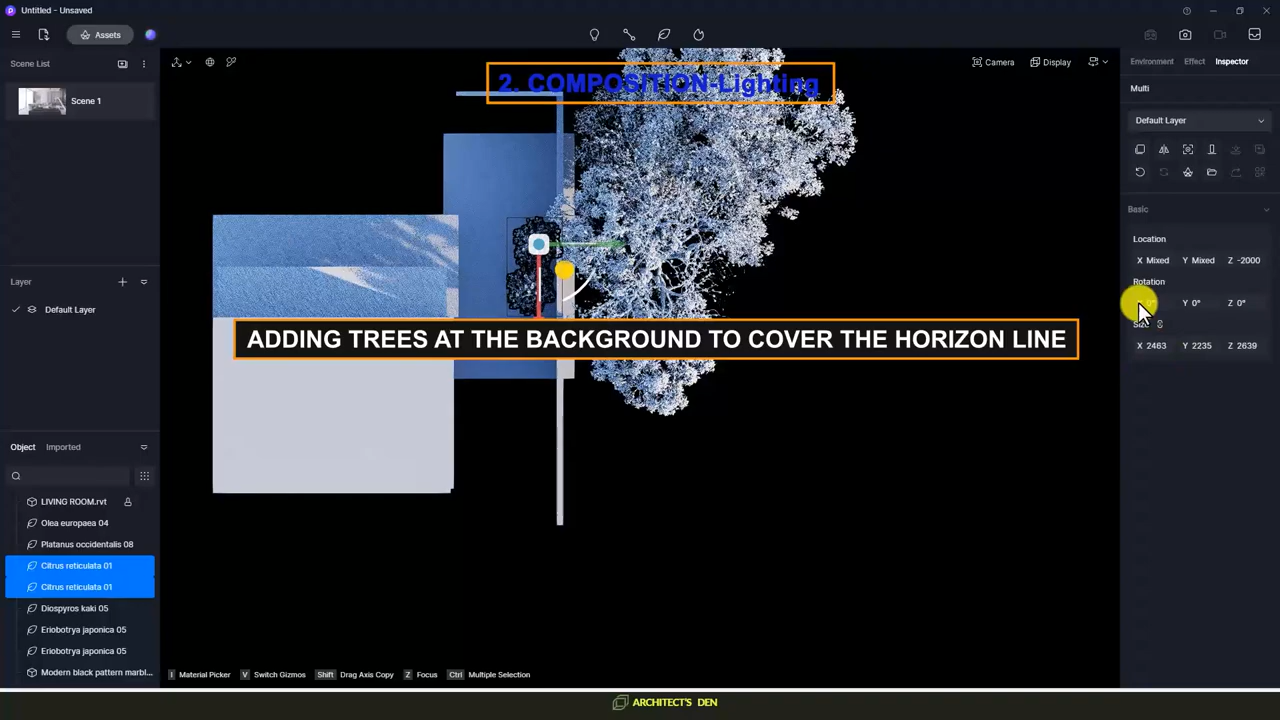 Untitled - Unsaved
Assets
Scene List
Scene 1
Layer
Default Layer
Object Imported
LIVING ROOM.rvt
Olea europaea 04
Platanus occidentalis 08
Citrus reticulata 01
Citrus reticulata 01
Diospyros kaki 05
Eriobotrya japonica 05
Eriobotrya japonica 05
Modern black pattern marbl...
2. COMPOSITION-Lighting
Camera Display
ADDING TREES AT THE BACKGROUND TO COVER THE HORIZON LINE
I Material Picker V Switch Gizmos Shift Drag Axis Copy Z Focus Ctrl Multiple Selection
Environment Effect Inspector
Multi
Default Layer
Basic
Location
X Mixed Y Mixed Z -2000
Rotation
Y 0° Z 0°
Size
X 2463 Y 2235 Z 2639
ARCHITECT'S DEN